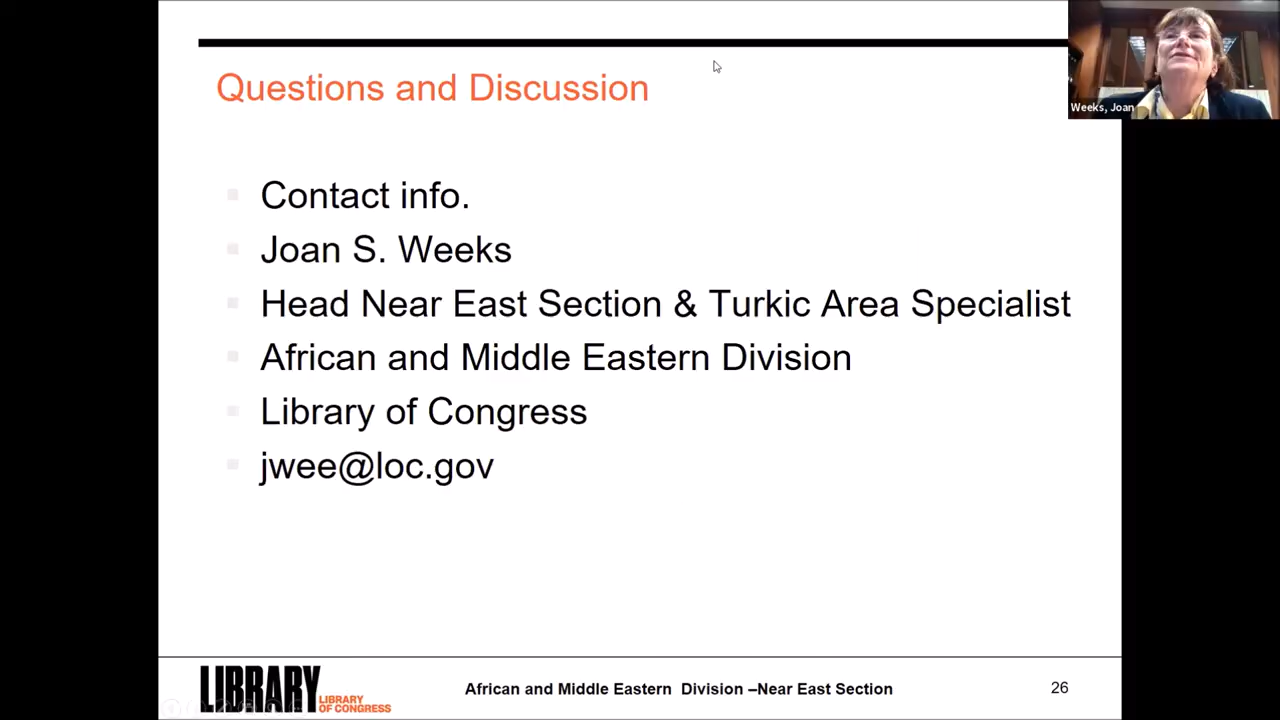 Questions and Discussion
Weeks, Joan
Contact info.
Joan S. Weeks
Head Near East Section & Turkic Area Specialist
African and Middle Eastern Division
Library of Congress
jwee@loc.gov
LIBRARY
LIBRARY
OF CONGRESS
African and Middle Eastern Division –Near East Section
26